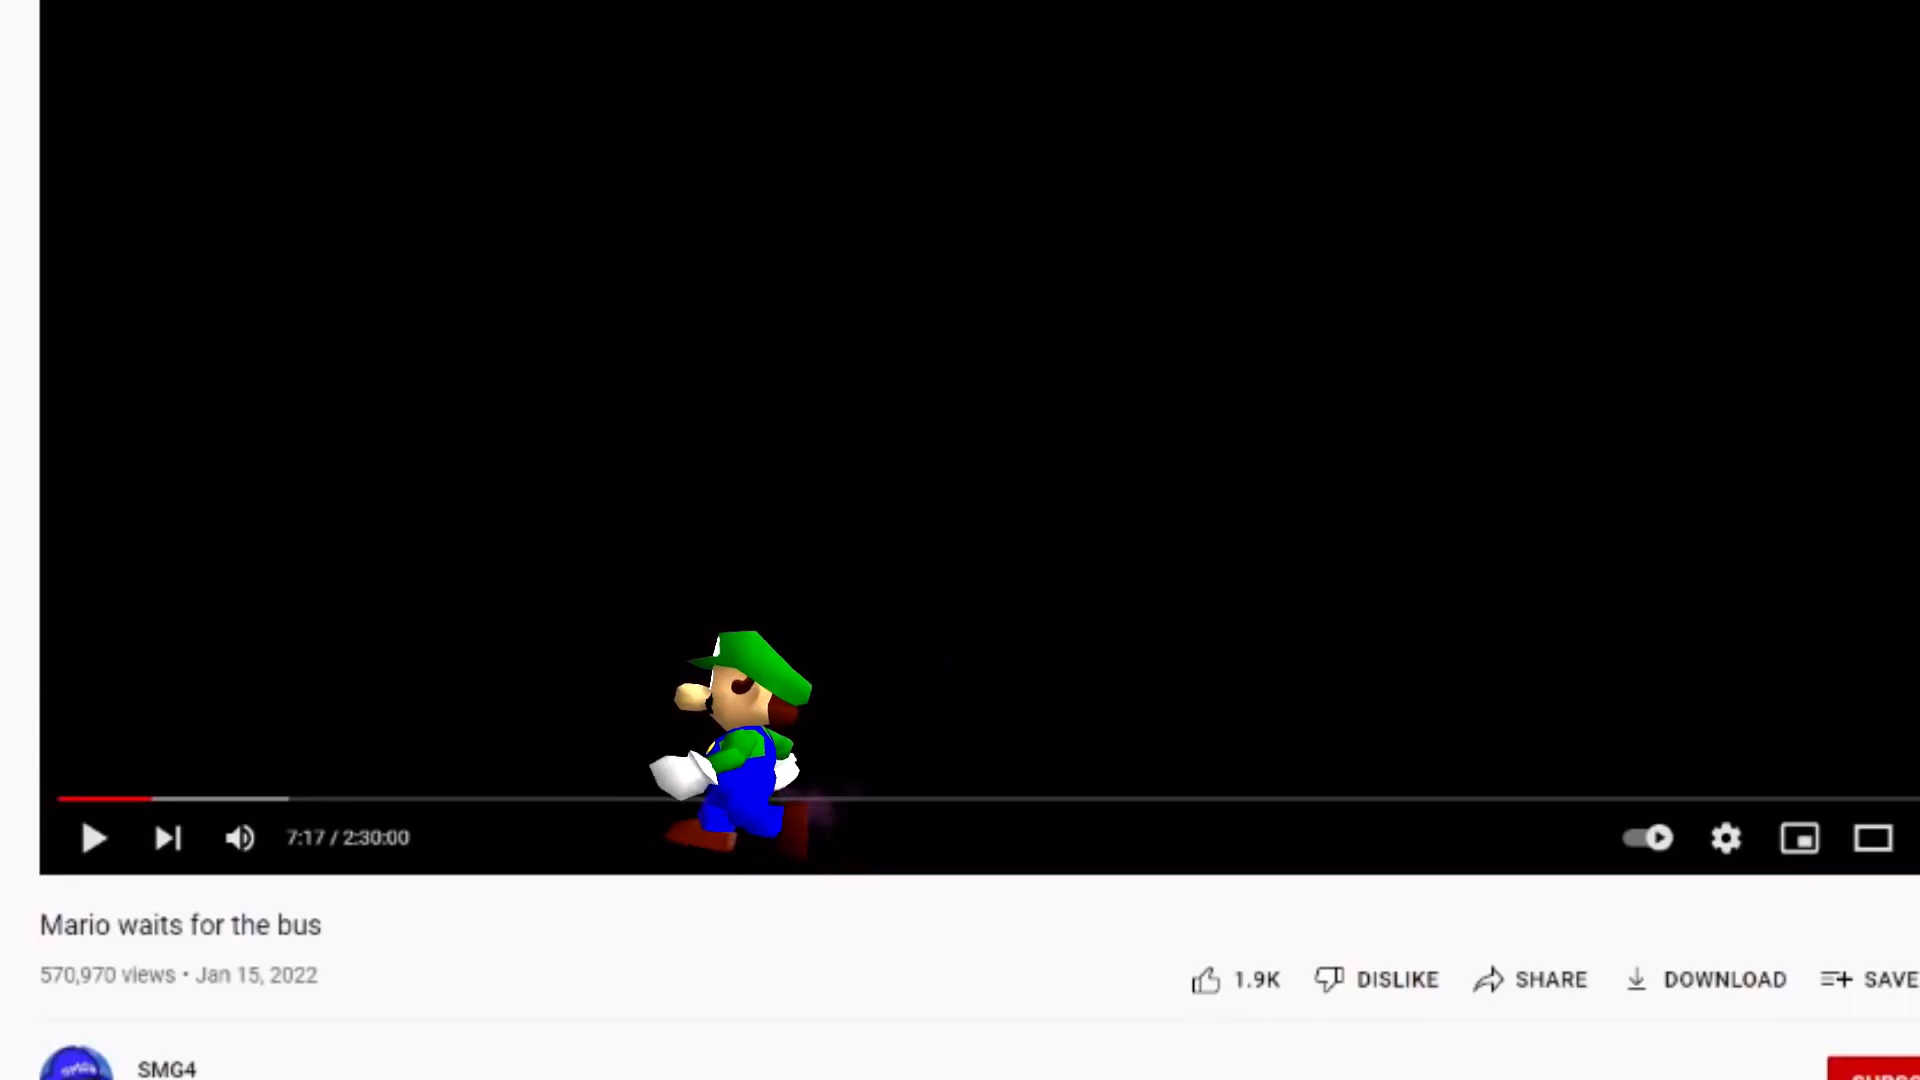 7:17 / 2:30:00
Mario waits for the bus
570,970 views • Jan 15, 2022
1.9K DISLIKE SHARE DOWNLOAD SAVE
SMG4